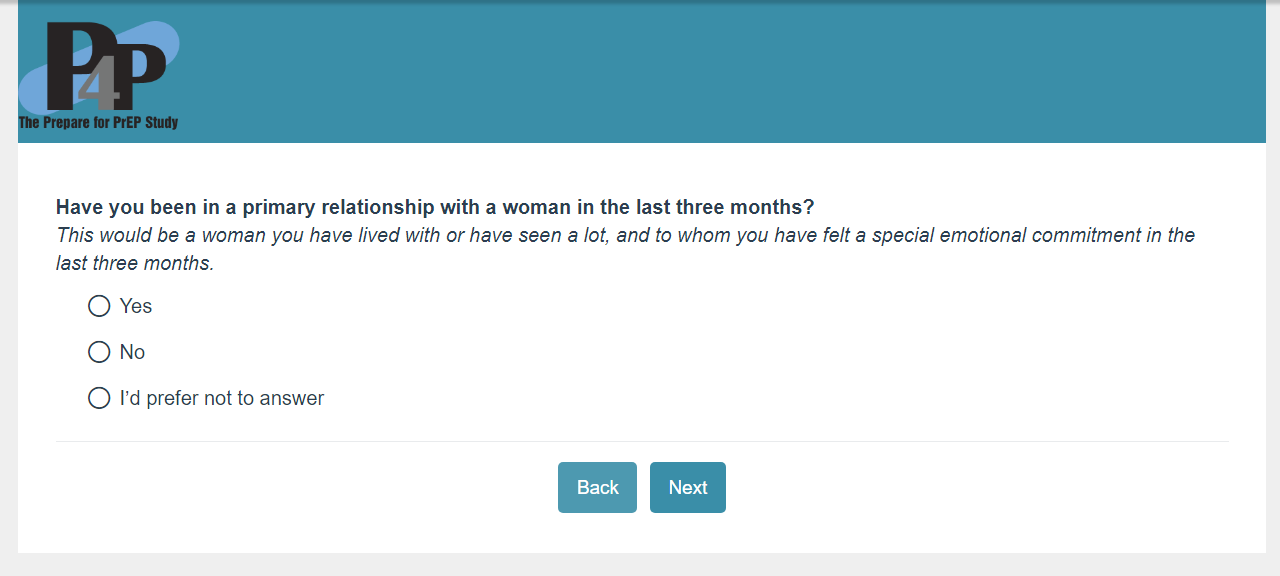 P4P
The Prepare for PrEP Study
Have you been in a primary relationship with a woman in the last three months?
This would be a woman you have lived with or have seen a lot, and to whom you have felt a special emotional commitment in the
last three months.
Yes
No
I’d prefer not to answer
Back
Next